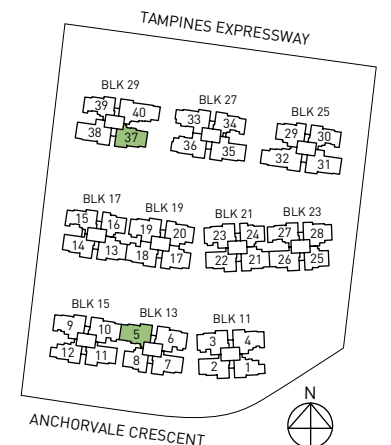 TAMPINES EXPRESSWAY
BLK 29
39 40
38 37
BLK 27
33 34
36 35
BLK 25
29 30
32 31
BLK 17
15 16
14 13
BLK 19
19 20
18 17
BLK 21
23 24
22 21
BLK 23
27 28
26 25
BLK 15
9 10
12 11
BLK 13
5 6
8 7
BLK 11
3 4
2 1
ANCHORVALE CRESCENT
N